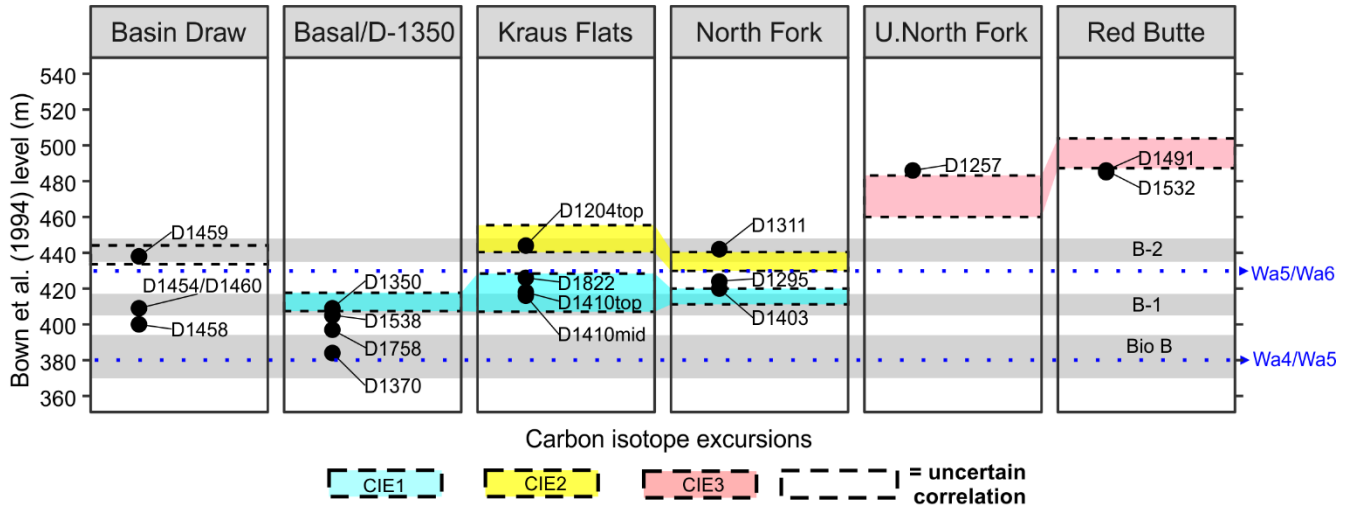 Basin Draw
Basal/D-1350
Kraus Flats
North Fork
U.North Fork
Red Butte
Bown et al. (1994) level (m)
540
520
500
480
460
440
420
400
380
360
D1459
D1454/D1460
D1458
D1350
D1538
D1758
D1370
D1204top
D1822
D1410top
D1410mid
D1311
D1295
D1403
D1257
D1491
D1532
B-2
B-1
Bio B
Wa5/Wa6
Wa4/Wa5
Carbon isotope excursions
CIE1
CIE2
CIE3
= uncertain
correlation